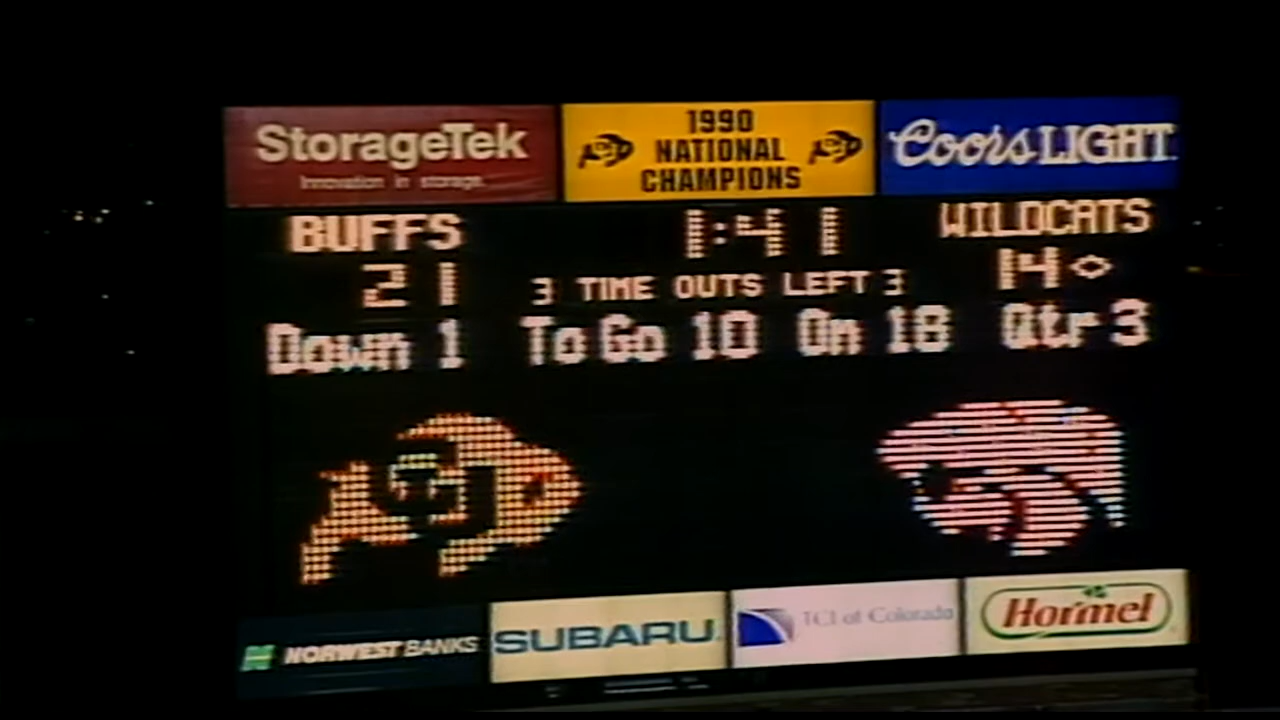 StorageTek
Innovation in storage.
1990
NATIONAL
CHAMPIONS
Coors LIGHT
BUFFS 1:41 WILDCATS
21 3 TIME OUTS LEFT 3 14
Down 1 To Go 10 On 18 Qtr 3
CU
NORWEST BANKS
SUBARU
TCI of Colorado
Hormel